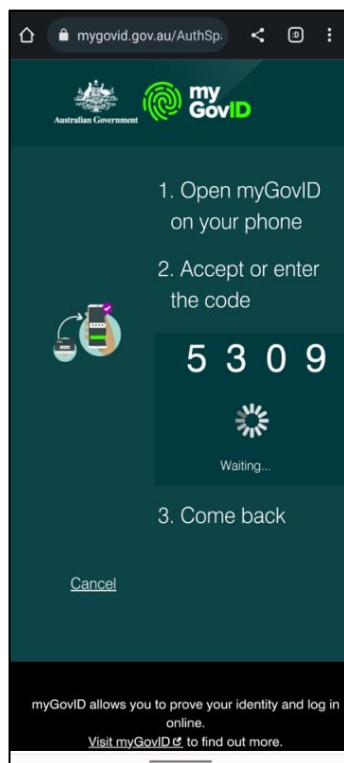 mygovid.gov.au/AuthSp
:D
Australian Government
my
GovID
1. Open myGovID
on your phone
2. Accept or enter
the code
5 3 0 9
Waiting...
3. Come back
Cancel
myGovID allows you to prove your identity and log in
online.
Visit myGovID to find out more.